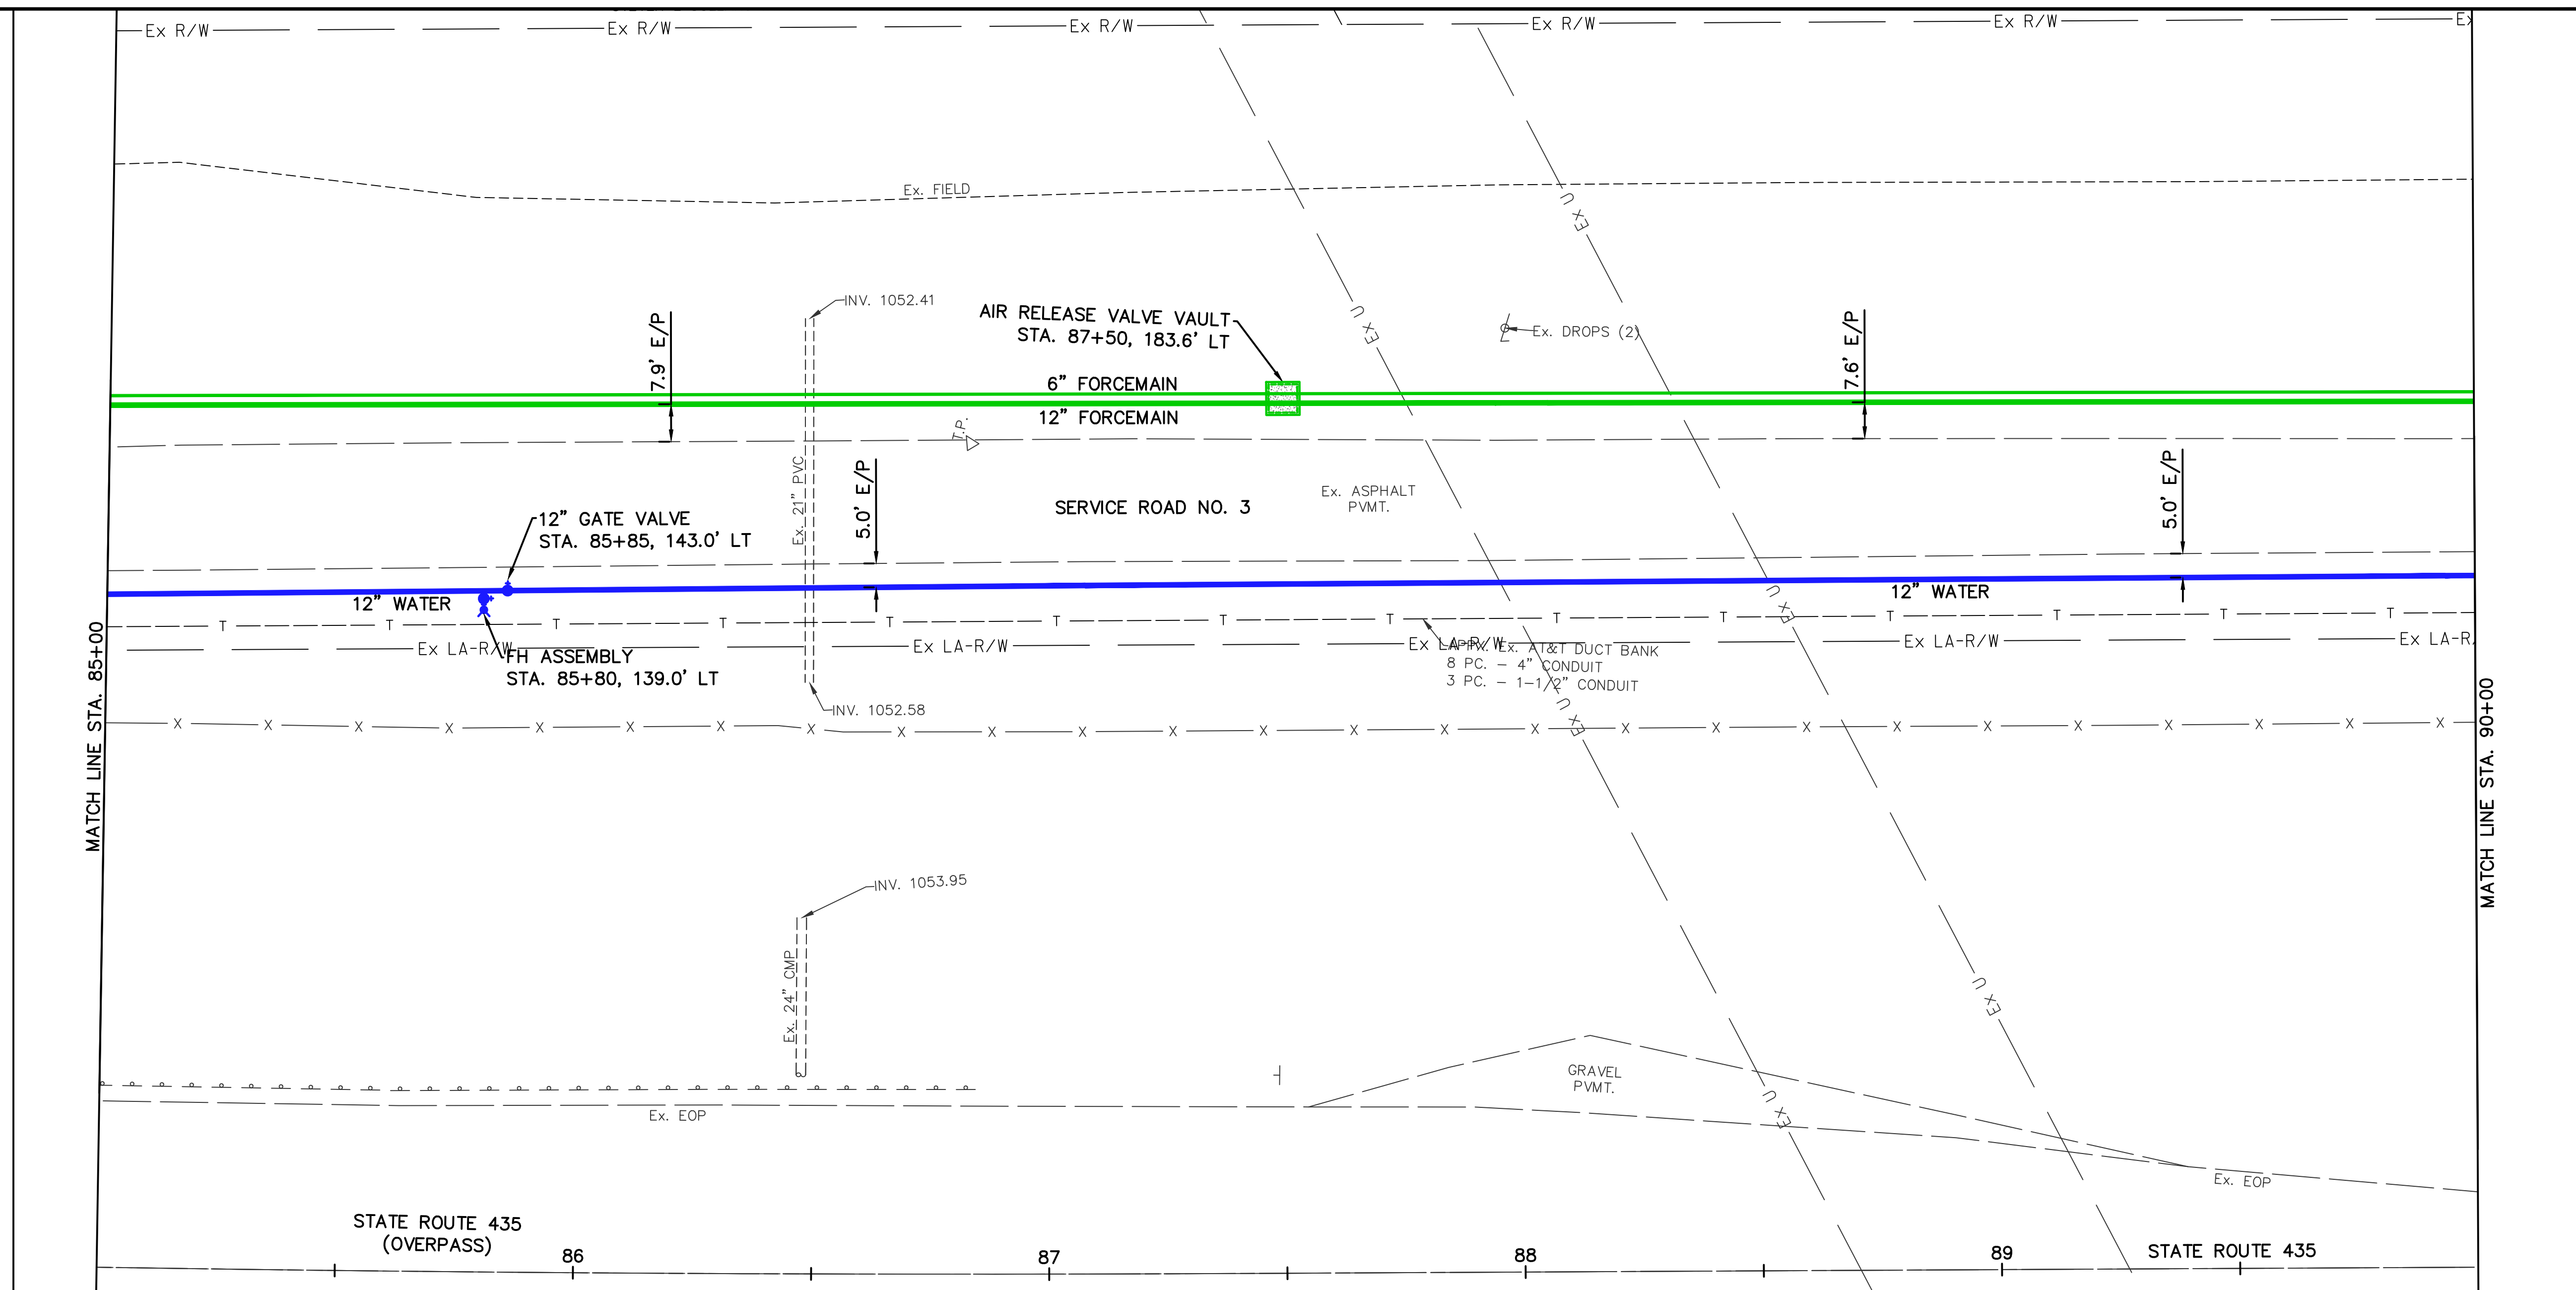 Ex R/W
Ex R/W
Ex R/W
Ex R/W
Ex R/W
Ex. FIELD
Ex U
INV. 1052.41
AIR RELEASE VALVE VAULT
STA. 87+50, 183.6' LT
Ex U
Ex. DROPS (2)
7.9' E/P
7.6' E/P
6" FORCEMAIN
12" FORCEMAIN
T.P.
Ex. 21" PVC
5.0' E/P
SERVICE ROAD NO. 3
Ex. ASPHALT
PVMT.
5.0' E/P
12" GATE VALVE
STA. 85+85, 143.0' LT
12" WATER
12" WATER
Ex U
T T T T T T T T T T T T T T
Ex LA-R/W
Ex LA-R/W
Ex LA-R/W
Ex LA-R/W
Ex LA-R
FH ASSEMBLY
STA. 85+80, 139.0' LT
Ex. AT&T DUCT BANK
8 PC. - 4" CONDUIT
3 PC. - 1-1/2" CONDUIT
INV. 1052.58
Ex U
X X X X X X X X X X X X X X X X X X X X X X X X X X
MATCH LINE STA. 85+00
MATCH LINE STA. 90+00
INV. 1053.95
Ex. 24" CMP
Ex U
GRAVEL
PVMT.
Ex U
Ex. EOP
Ex. EOP
STATE ROUTE 435
(OVERPASS)
86
87
88
89
STATE ROUTE 435